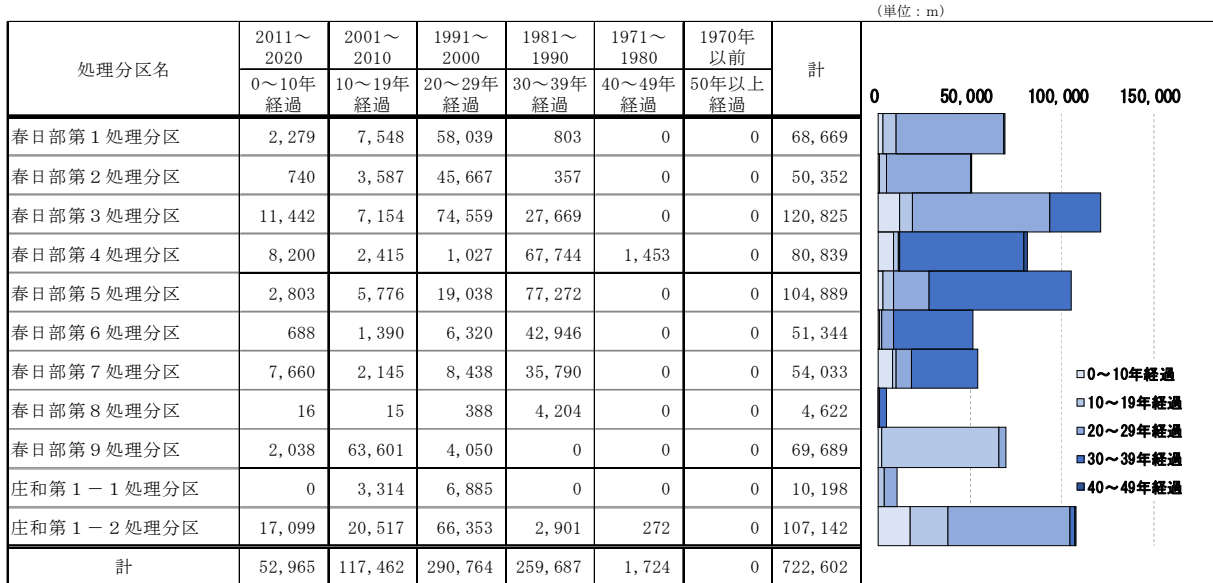 (単位：m)
処理分区名 2011～2020 2001～2010 1991～2000 1981～1990 1971～1980 1970年以前 計
0～10年経過 10～19年経過 20～29年経過 30～39年経過 40～49年経過 50年以上経過
春日部第１処理分区 2,279 7,548 58,039 803 0 0 68,669
春日部第２処理分区 740 3,587 45,667 357 0 0 50,352
春日部第３処理分区 11,442 7,154 74,559 27,669 0 0 120,825
春日部第４処理分区 8,200 2,415 1,027 67,744 1,453 0 80,839
春日部第５処理分区 2,803 5,776 19,038 77,272 0 0 104,889
春日部第６処理分区 688 1,390 6,320 42,946 0 0 51,344
春日部第７処理分区 7,660 2,145 8,438 35,790 0 0 54,033
春日部第８処理分区 16 15 388 4,204 0 0 4,622
春日部第９処理分区 2,038 63,601 4,050 0 0 0 69,689
庄和第１－１処理分区 0 3,314 6,885 0 0 0 10,198
庄和第１－２処理分区 17,099 20,517 66,353 2,901 272 0 107,142
計 52,965 117,462 290,764 259,687 1,724 0 722,602
0 50,000 100,000 150,000
0～10年経過
10～19年経過
20～29年経過
30～39年経過
40～49年経過